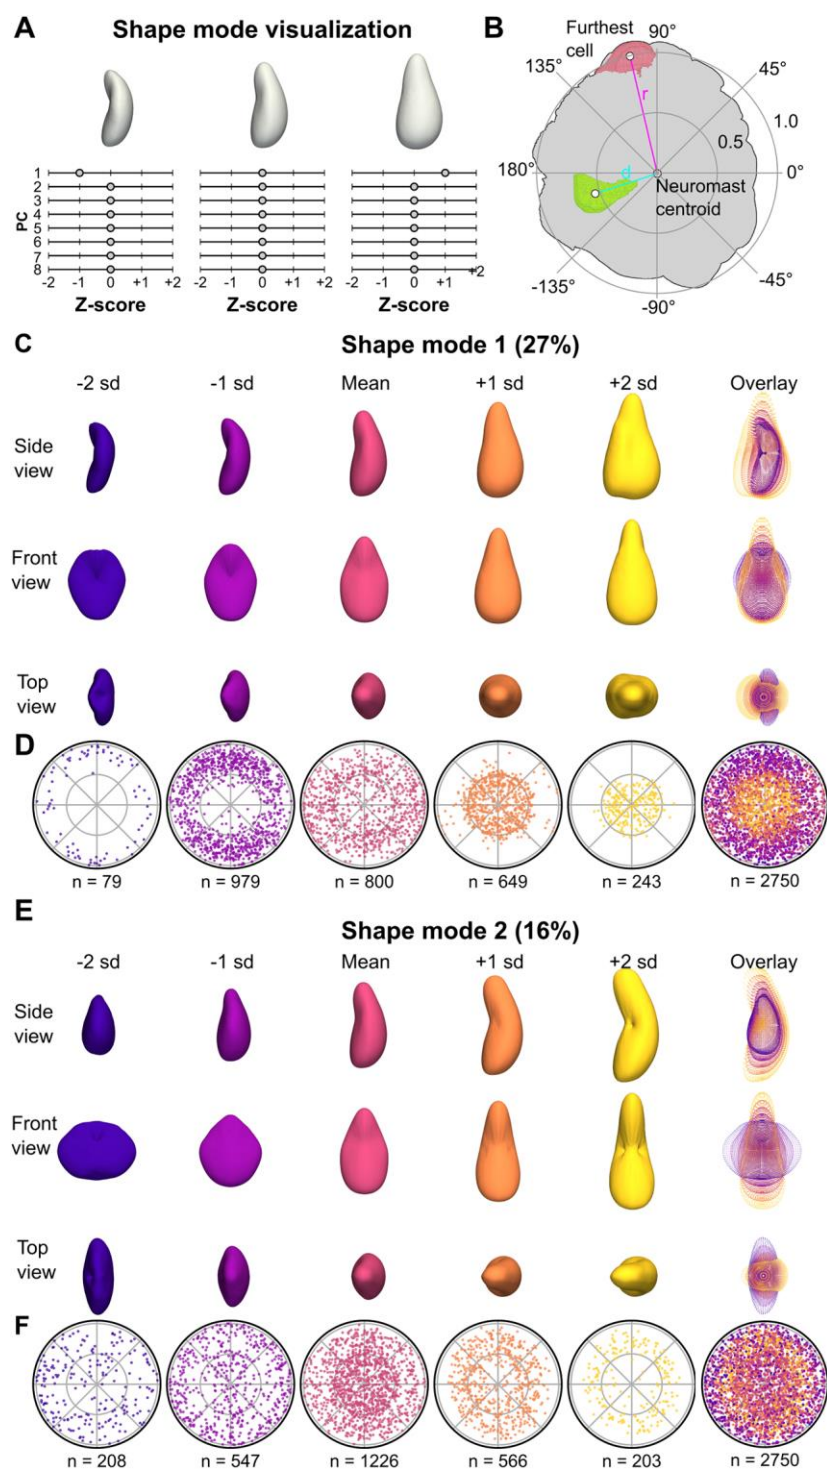 A Shape mode visualization
PC
1
2
3
4
5
6
7
8
-2 -1 0 +1 +2
-2 -1 0 +1 +2
-2 -1 0 +1 +2
Z-score Z-score Z-score
B
Furthest
cell
90°
135° 45°
r
1.0
0.5
180° 0°
d
Neuromast
centroid
-135° -45°
-90°
C Shape mode 1 (27%)
-2 sd -1 sd Mean +1 sd +2 sd Overlay
Side
view
Front
view
Top
view
D
n = 79 n = 979 n = 800 n = 649 n = 243 n = 2750
E
Shape mode 2 (16%)
-2 sd -1 sd Mean +1 sd +2 sd Overlay
Side
view
Front
view
Top
view
F
n = 208 n = 547 n = 1226 n = 566 n = 203 n = 2750